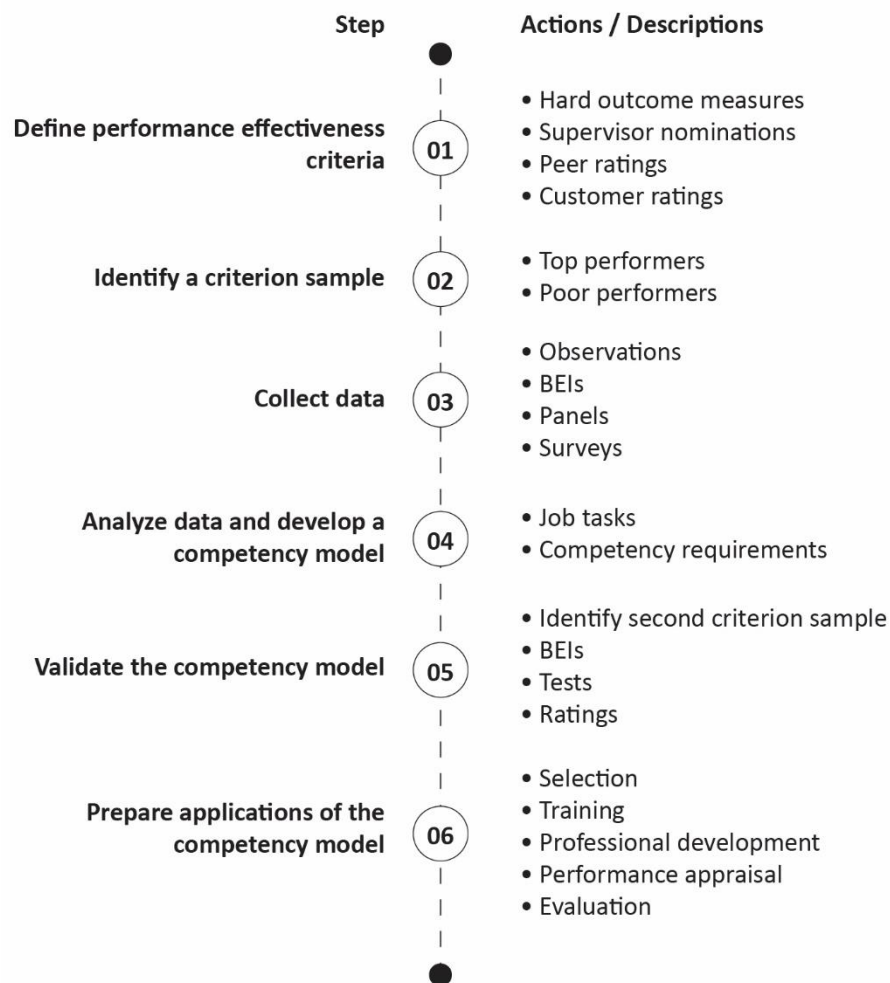 Step
Actions / Descriptions
Define performance effectiveness
criteria
01
• Hard outcome measures
• Supervisor nominations
• Peer ratings
• Customer ratings
Identify a criterion sample
02
• Top performers
• Poor performers
Collect data
03
• Observations
• BEIs
• Panels
• Surveys
Analyze data and develop a
competency model
04
• Job tasks
• Competency requirements
Validate the competency model
05
• Identify second criterion sample
• BEIs
• Tests
• Ratings
Prepare applications of the
competency model
06
• Selection
• Training
• Professional development
• Performance appraisal
• Evaluation